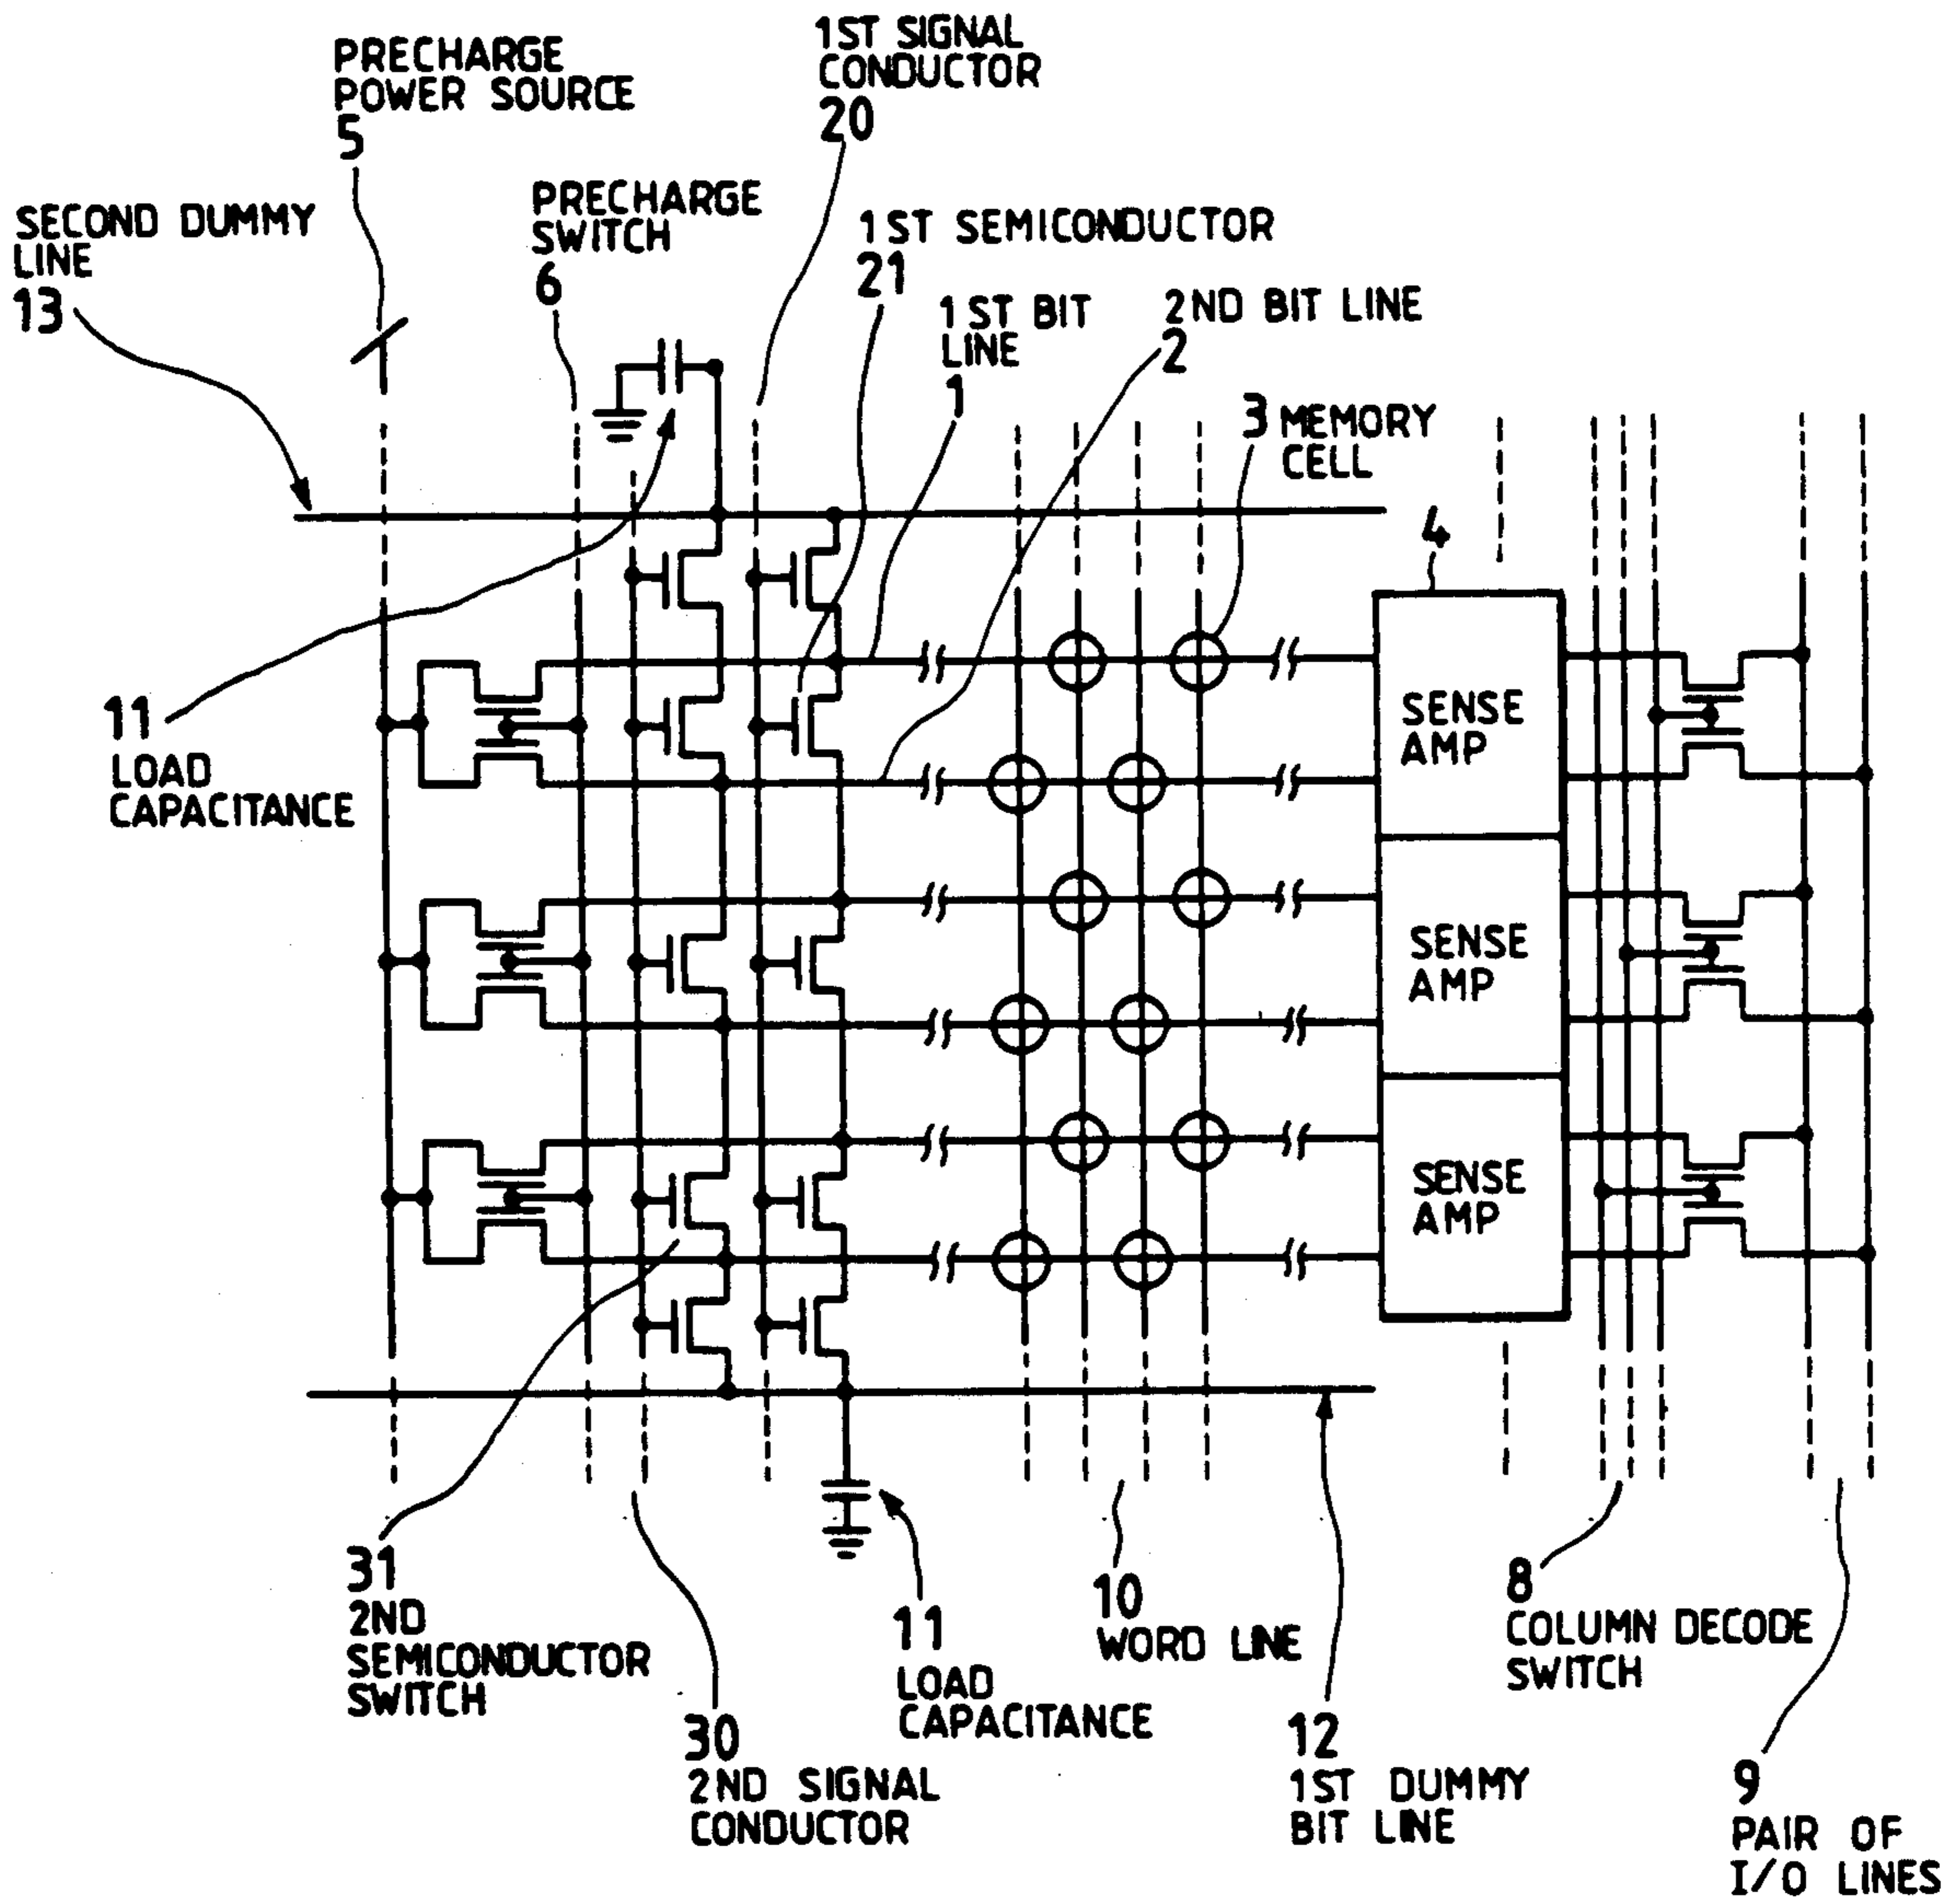 PRECHARGE
POWER SOURCE
5
1ST SIGNAL
CONDUCTOR
20
SECOND DUMMY
LINE
13
PRECHARGE
SWITCH
6
1ST SEMICONDUCTOR
21
1ST BIT
LINE
1
2ND BIT LINE
2
3 MEMORY
CELL
4
11
LOAD
CAPACITANCE
SENSE
AMP
SENSE
AMP
SENSE
AMP
31
2ND
SEMICONDUCTOR
SWITCH
30
2ND SIGNAL
CONDUCTOR
11
LOAD
CAPACITANCE
10
WORD LINE
12
1ST DUMMY
BIT LINE
8
COLUMN DECODE
SWITCH
9
PAIR OF
I/O LINES